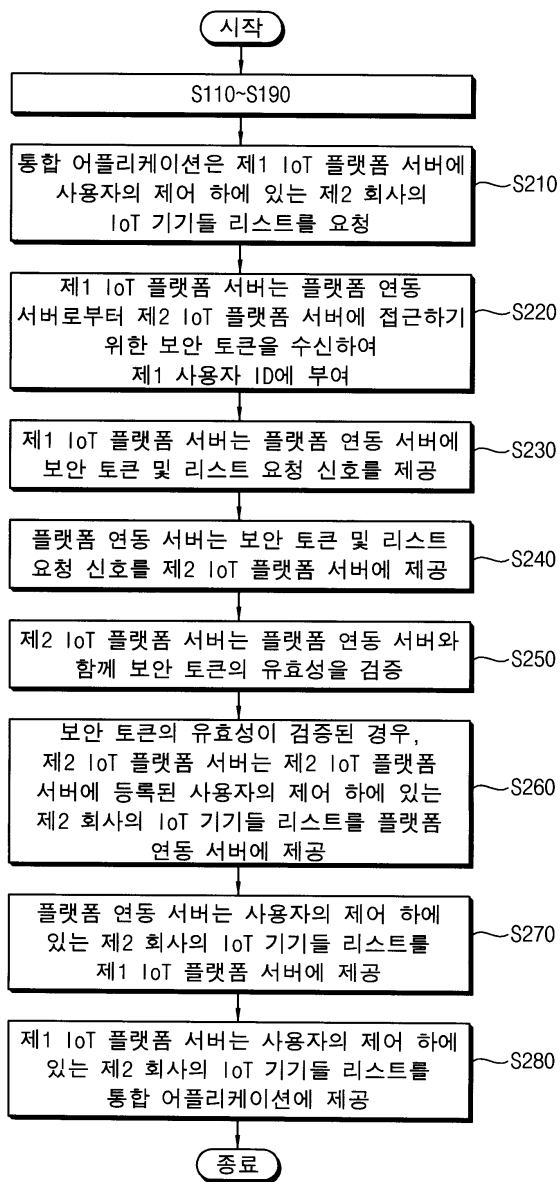 시작
S110~S190
통합 어플리케이션은 제1 IoT 플랫폼 서버에
사용자의 제어 하에 있는 제2 회사의
IoT 기기들 리스트를 요청
S210
제1 IoT 플랫폼 서버는 플랫폼 연동
서버로부터 제2 IoT 플랫폼 서버에 접근하기
위한 보안 토큰을 수신하여
제1 사용자 ID에 부여
S220
제1 IoT 플랫폼 서버는 플랫폼 연동 서버에
보안 토큰 및 리스트 요청 신호를 제공
S230
플랫폼 연동 서버는 보안 토큰 및 리스트
요청 신호를 제2 IoT 플랫폼 서버에 제공
S240
제2 IoT 플랫폼 서버는 플랫폼 연동 서버와
함께 보안 토큰의 유효성을 검증
S250
보안 토큰의 유효성이 검증된 경우,
제2 IoT 플랫폼 서버는 제2 IoT 플랫폼
서버에 등록된 사용자의 제어 하에 있는
제2 회사의 IoT 기기들 리스트를 플랫폼
연동 서버에 제공
S260
플랫폼 연동 서버는 사용자의 제어 하에
있는 제2 회사의 IoT 기기들 리스트를
제1 IoT 플랫폼 서버에 제공
S270
제1 IoT 플랫폼 서버는 사용자의 제어 하에
있는 제2 회사의 IoT 기기들 리스트를
통합 어플리케이션에 제공
S280
종료